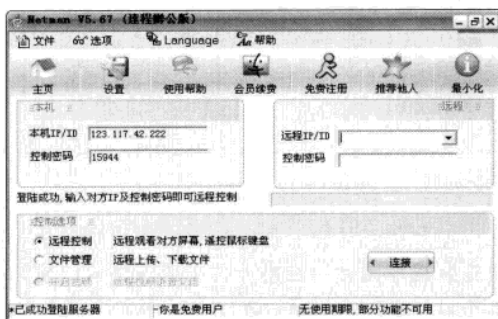 Netman V5.67 (远程办公版)
文件 选项 Language 帮助
主页 设置 使用帮助 会员续费 免费注册 推荐他人 最小化
本机
远程
本机IP/ID 123.117.42.222
控制密码 15944
远程IP/ID
控制密码
登陆成功,输入对方IP及控制密码即可远程控制
控制选项
远程控制 远程观看对方屏幕,遥控鼠标键盘
文件管理 远程上传、下载文件
连接
已成功登陆服务器 你是免费用户 无使用期限,部分功能不可用